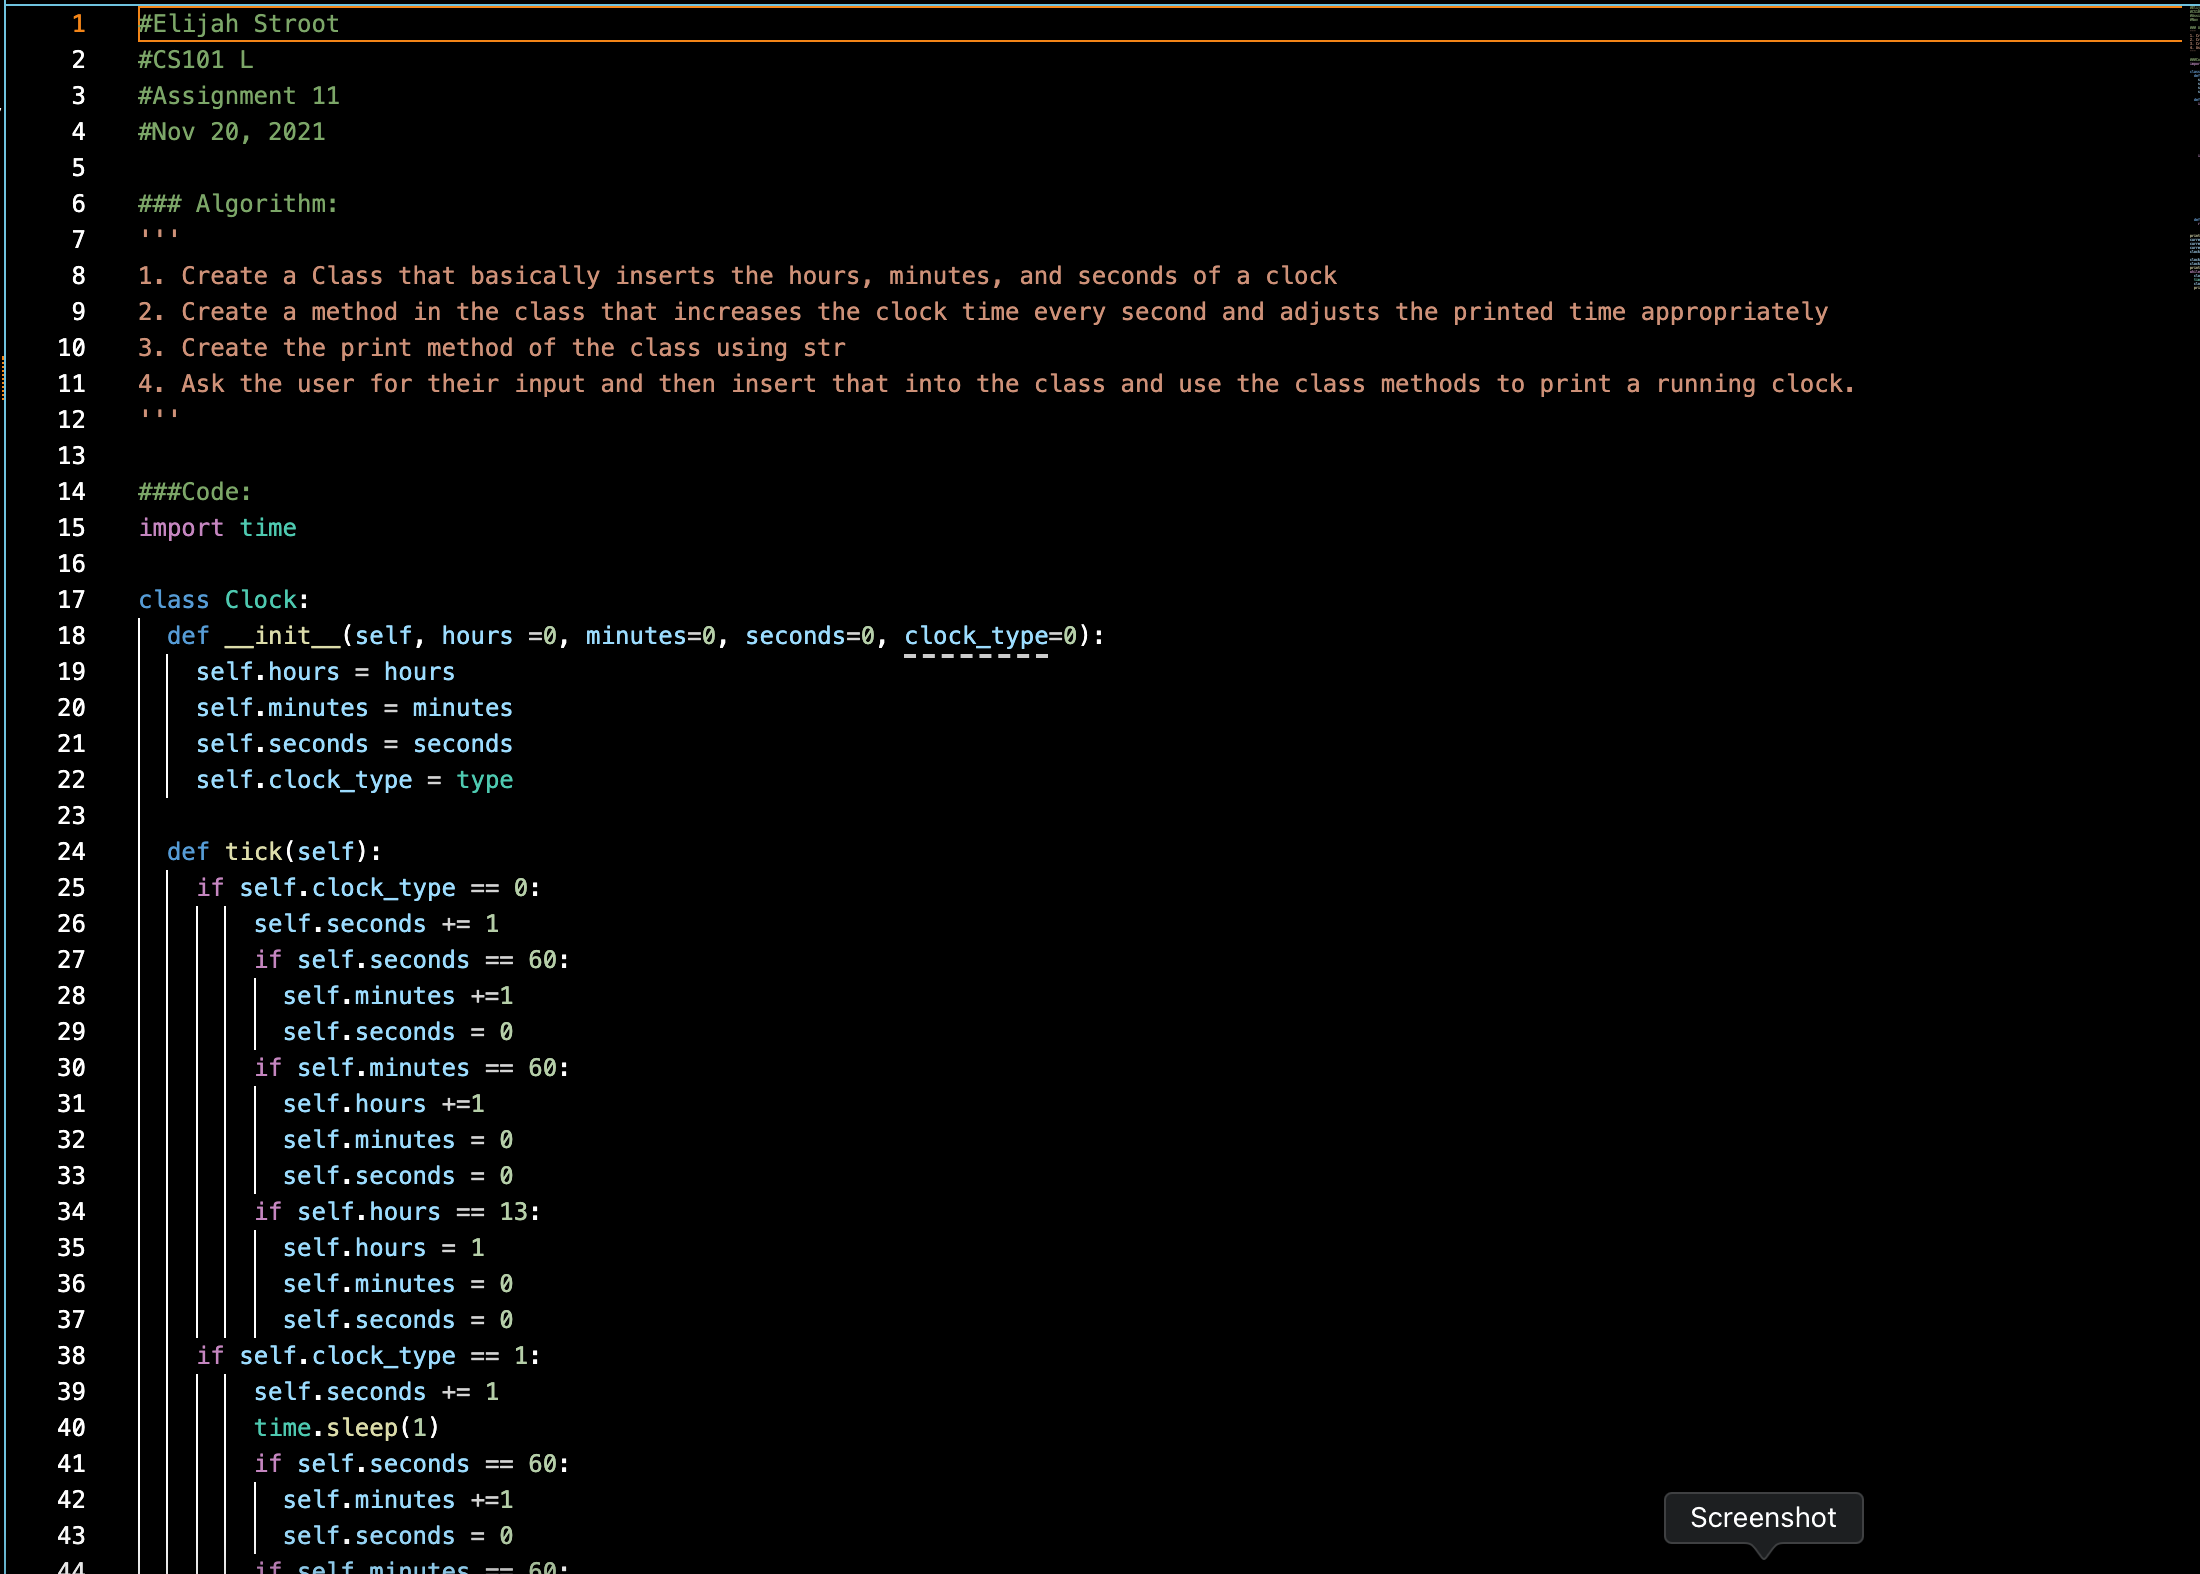 1 #Elijah Stroot
2 #CS101 L
3 #Assignment 11
4 #Nov 20, 2021
5
6 ### Algorithm:
7 '''
8 1. Create a Class that basically inserts the hours, minutes, and seconds of a clock
9 2. Create a method in the class that increases the clock time every second and adjusts the printed time appropriately
10 3. Create the print method of the class using str
11 4. Ask the user for their input and then insert that into the class and use the class methods to print a running clock.
12 '''
13
14 ###Code:
15 import time
16
17 class Clock:
18   def __init__(self, hours =0, minutes=0, seconds=0, clock_type=0):
19     self.hours = hours
20     self.minutes = minutes
21     self.seconds = seconds
22     self.clock_type = type
23
24   def tick(self):
25     if self.clock_type == 0:
26         self.seconds += 1
27         if self.seconds == 60:
28           self.minutes +=1
29           self.seconds = 0
30         if self.minutes == 60:
31           self.hours +=1
32           self.minutes = 0
33           self.seconds = 0
34         if self.hours == 13:
35           self.hours = 1
36           self.minutes = 0
37           self.seconds = 0
38     if self.clock_type == 1:
39         self.seconds += 1
40         time.sleep(1)
41         if self.seconds == 60:
42           self.minutes +=1
43           self.seconds = 0
44         if self.minutes == 60:
Screenshot